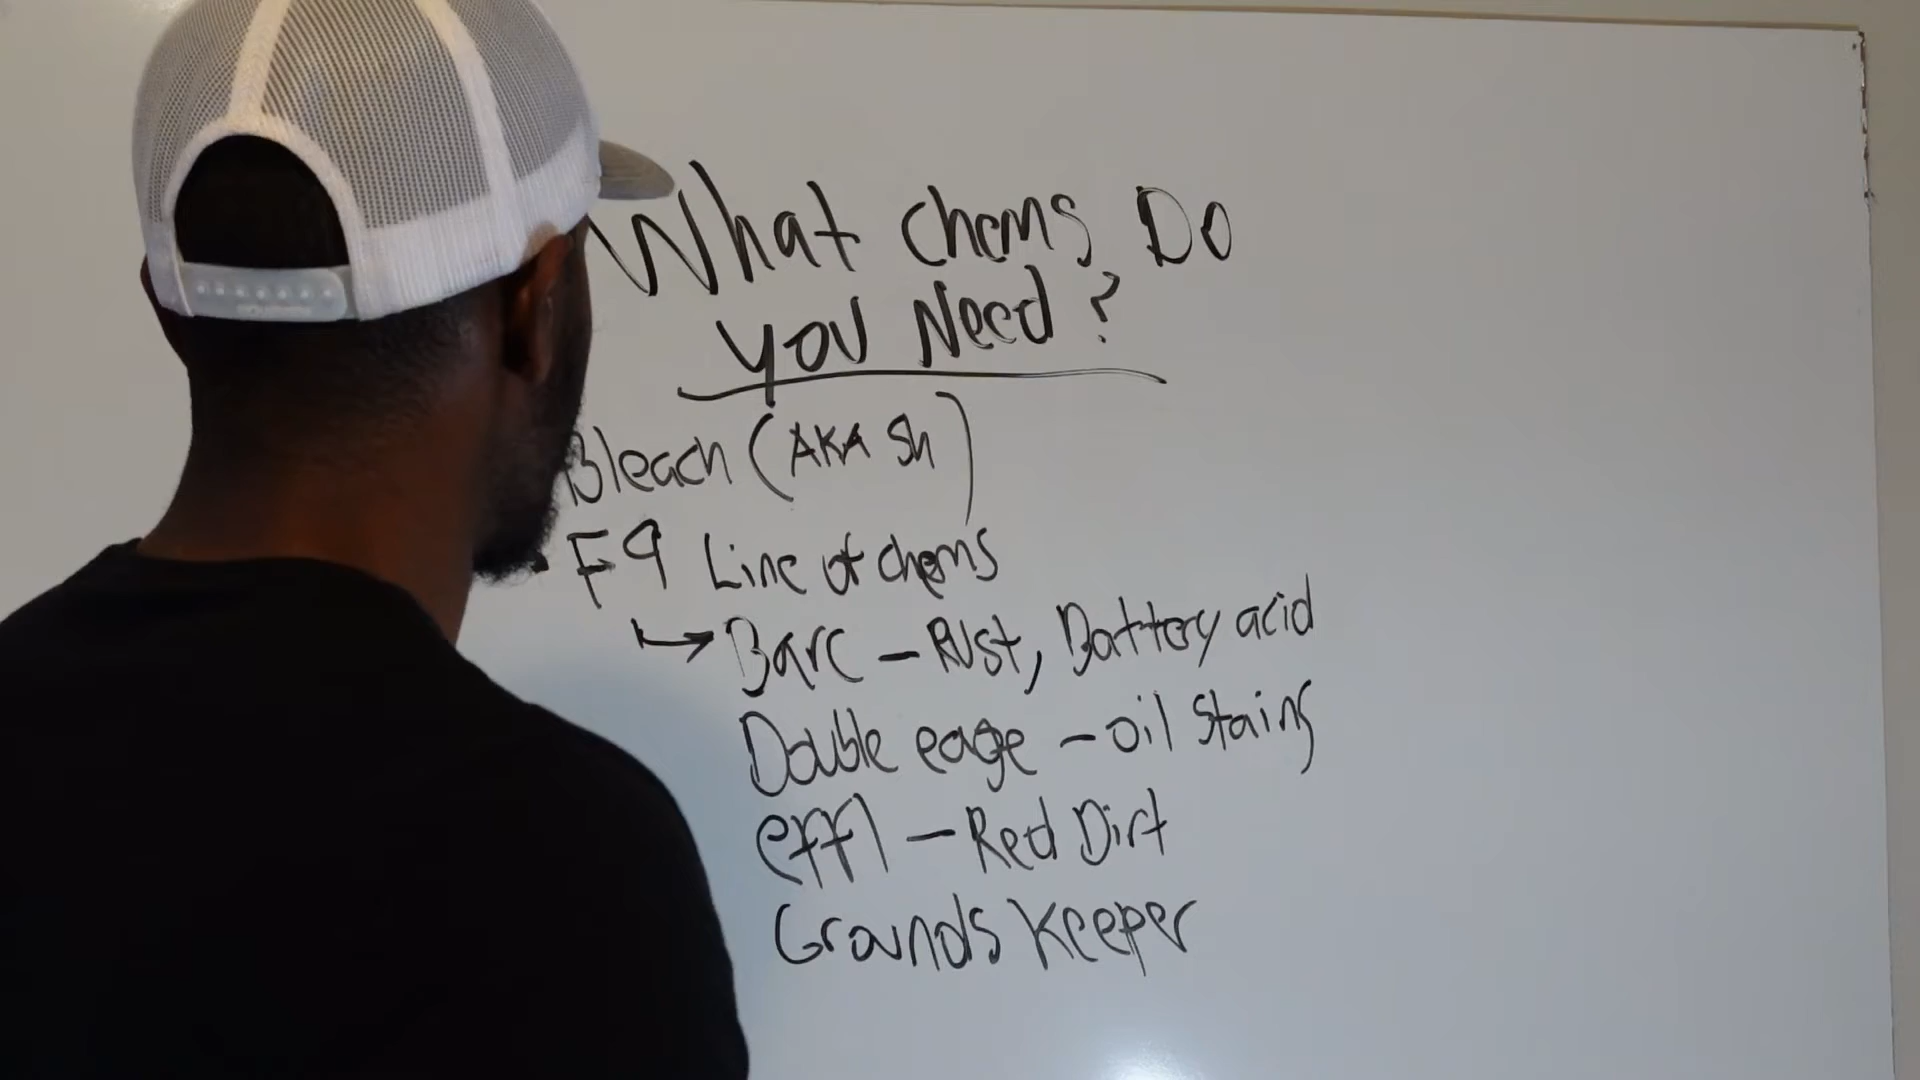 What Chems Do
you Need?
Bleach (AKA Sh)
• F9 Line of chems
↳ Barc - Rust, Battery acid
Double eage - oil stains
effl - Red Dirt
Grounds Keeper